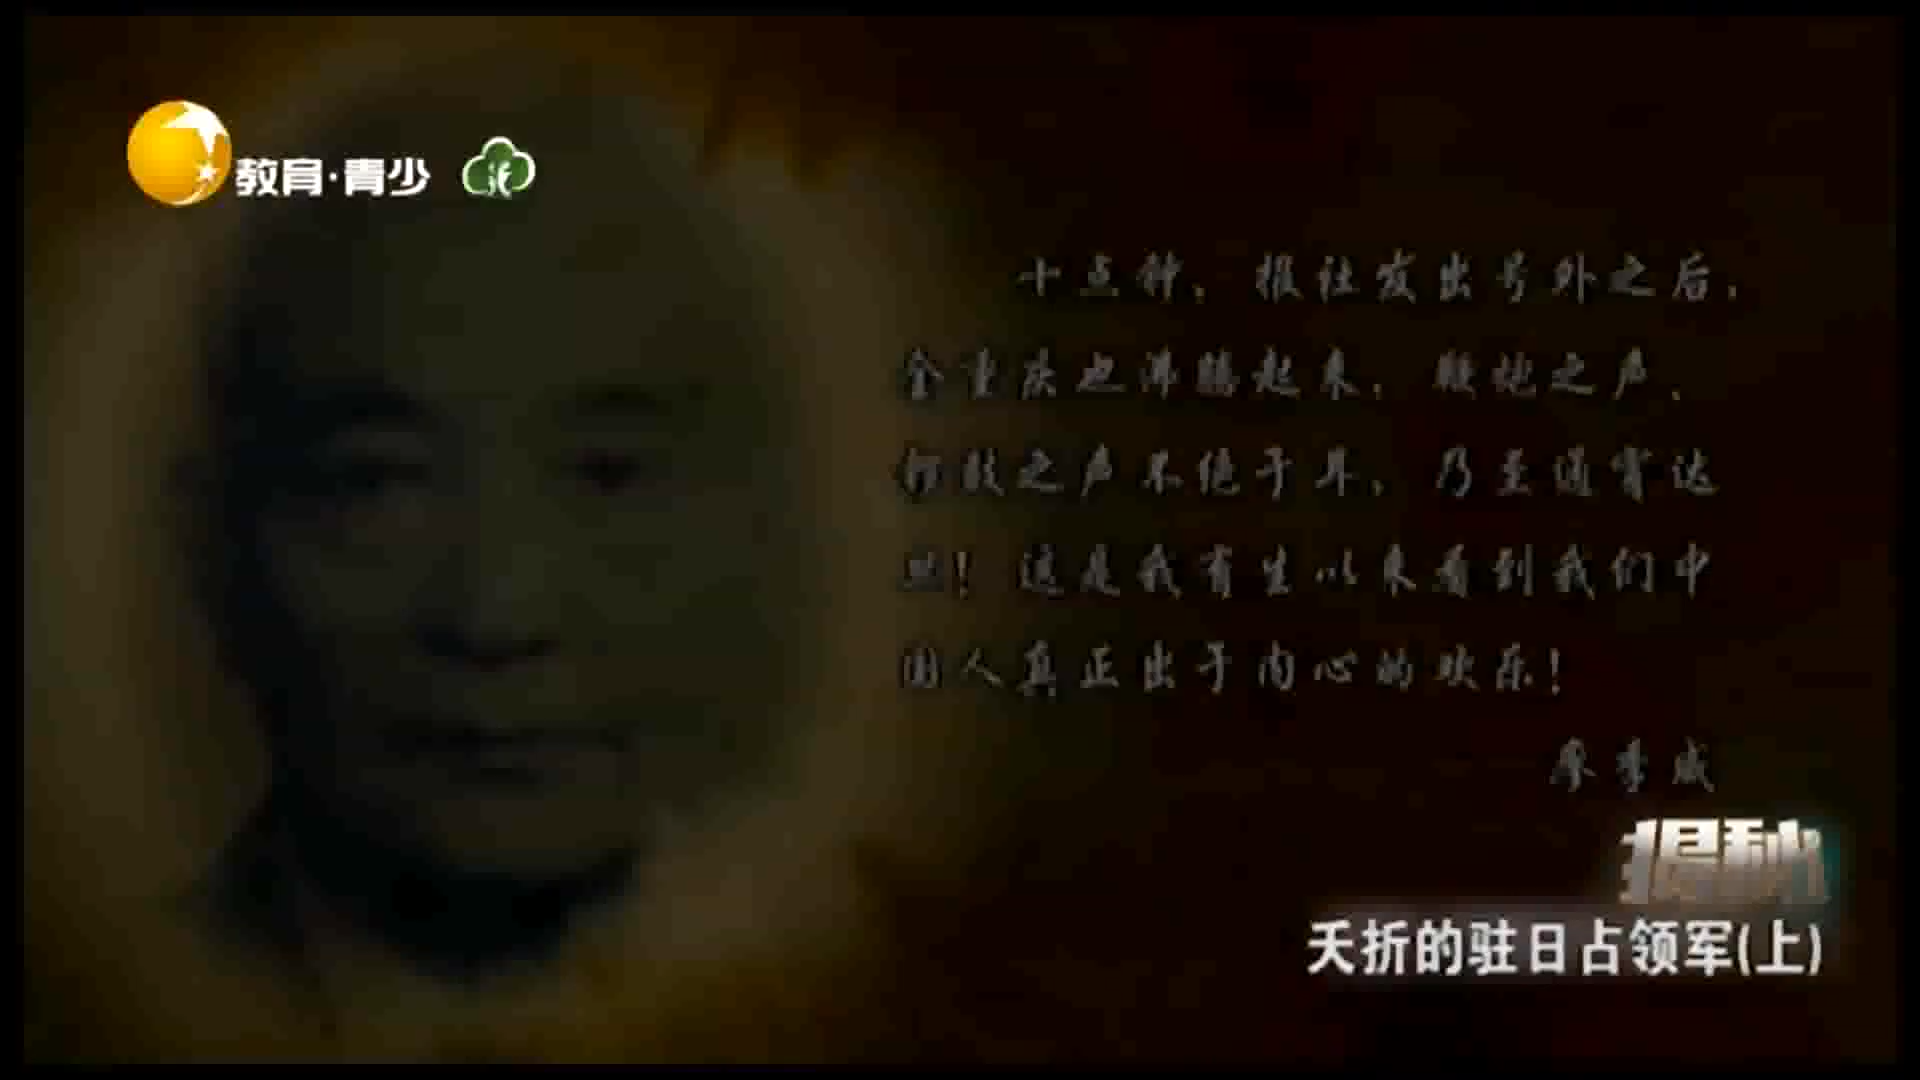 教育·青少
十点钟，报社发出号外之后，
全重庆也沸腾起来，鞭炮之声、
打鼓之声不绝于耳，乃至通宵达
旦！这是我有生以来看到我们中
国人真正出于内心的欢乐！
廖季威
揭秘
夭折的驻日占领军(上)